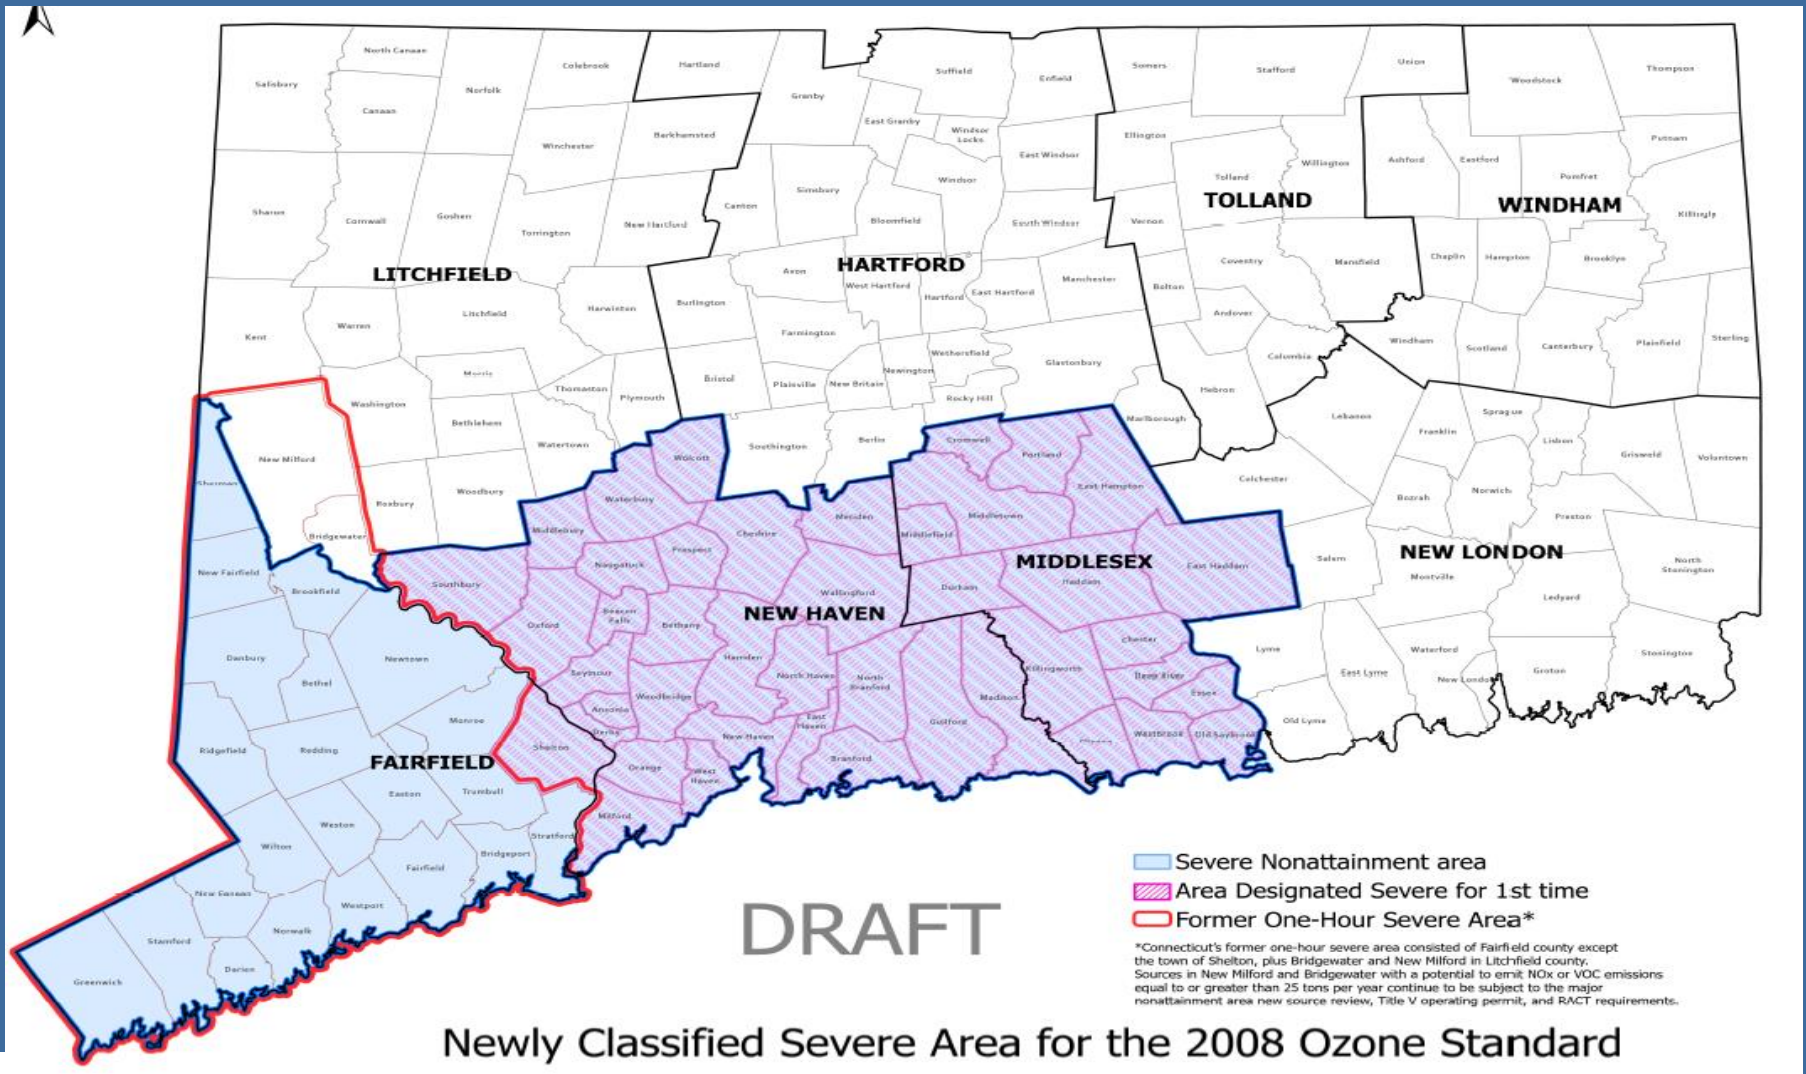 North Canaan
Colebrook
Hartland
Suffield
Enfield
Somers
Stafford
Union
Woodstock
Thompson
Salisbury
Canaan
Norfolk
Granby
East Granby
Windsor
Locks
Ellington
Putnam
Winchester
Barkhamsted
East Windsor
Willington
Ashford
Eastford
Pomfret
Tolland
TOLLAND
WINDHAM
Killingly
Sharon
Cornwall
Goshen
Torrington
New Hartford
Canton
Simsbury
Windsor
Bloomfield
South Windsor
Vernon
LITCHFIELD
HARTFORD
Avon
West Hartford
Hartford
East Hartford
Manchester
Bolton
Coventry
Mansfield
Chaplin
Hampton
Brooklyn
Kent
Warren
Litchfield
Harwinton
Burlington
Farmington
Andover
Columbia
Windham
Scotland
Canterbury
Plainfield
Sterling
Wethersfield
Newington
Glastonbury
Hebron
Morris
Washington
Thomaston
Plymouth
Bristol
Plainville
New Britain
Rocky Hill
Marlborough
Lebanon
Franklin
Sprague
Lisbon
Griswold
Voluntown
Bethlehem
Watertown
Southington
Berlin
Cromwell
Portland
New Milford
Wolcott
Sherman
Roxbury
Woodbury
Waterbury
East Hampton
Colchester
Bozrah
Norwich
Preston
Bridgewater
Middlebury
Cheshire
Meriden
Middlefield
Middletown
MIDDLESEX
NEW LONDON
New Fairfield
Brookfield
Southbury
Naugatuck
Prospect
Wallingford
Durham
Haddam
East Haddam
Salem
Montville
North
Stonington
Ledyard
NEW HAVEN
Oxford
Beacon
Falls
Bethany
Chester
Danbury
Bethel
Newtown
Seymour
Woodbridge
Hamden
North Haven
North
Branford
Madison
Killingworth
Deep River
Essex
Lyme
East Lyme
Waterford
New London
Groton
Stonington
Monroe
Ansonia
Derby
Shelton
New Haven
East
Haven
Guilford
Westbrook
Old Saybrook
Old Lyme
Ridgefield
Redding
FAIRFIELD
Easton
Trumbull
Orange
West
Haven
Branford
Wilton
Weston
Fairfield
Bridgeport
Stratford
Milford
New Canaan
Westport
Norwalk
Stamford
Darien
Greenwich
DRAFT
Severe Nonattainment area
Area Designated Severe for 1st time
Former One-Hour Severe Area*
*Connecticut's former one-hour severe area consisted of Fairfield county except
the town of Shelton, plus Bridgewater and New Milford in Litchfield county.
Sources in New Milford and Bridgewater with a potential to emit NOx or VOC emissions
equal to or greater than 25 tons per year continue to be subject to the major
nonattainment area new source review, Title V operating permit, and RACT requirements.
Newly Classified Severe Area for the 2008 Ozone Standard